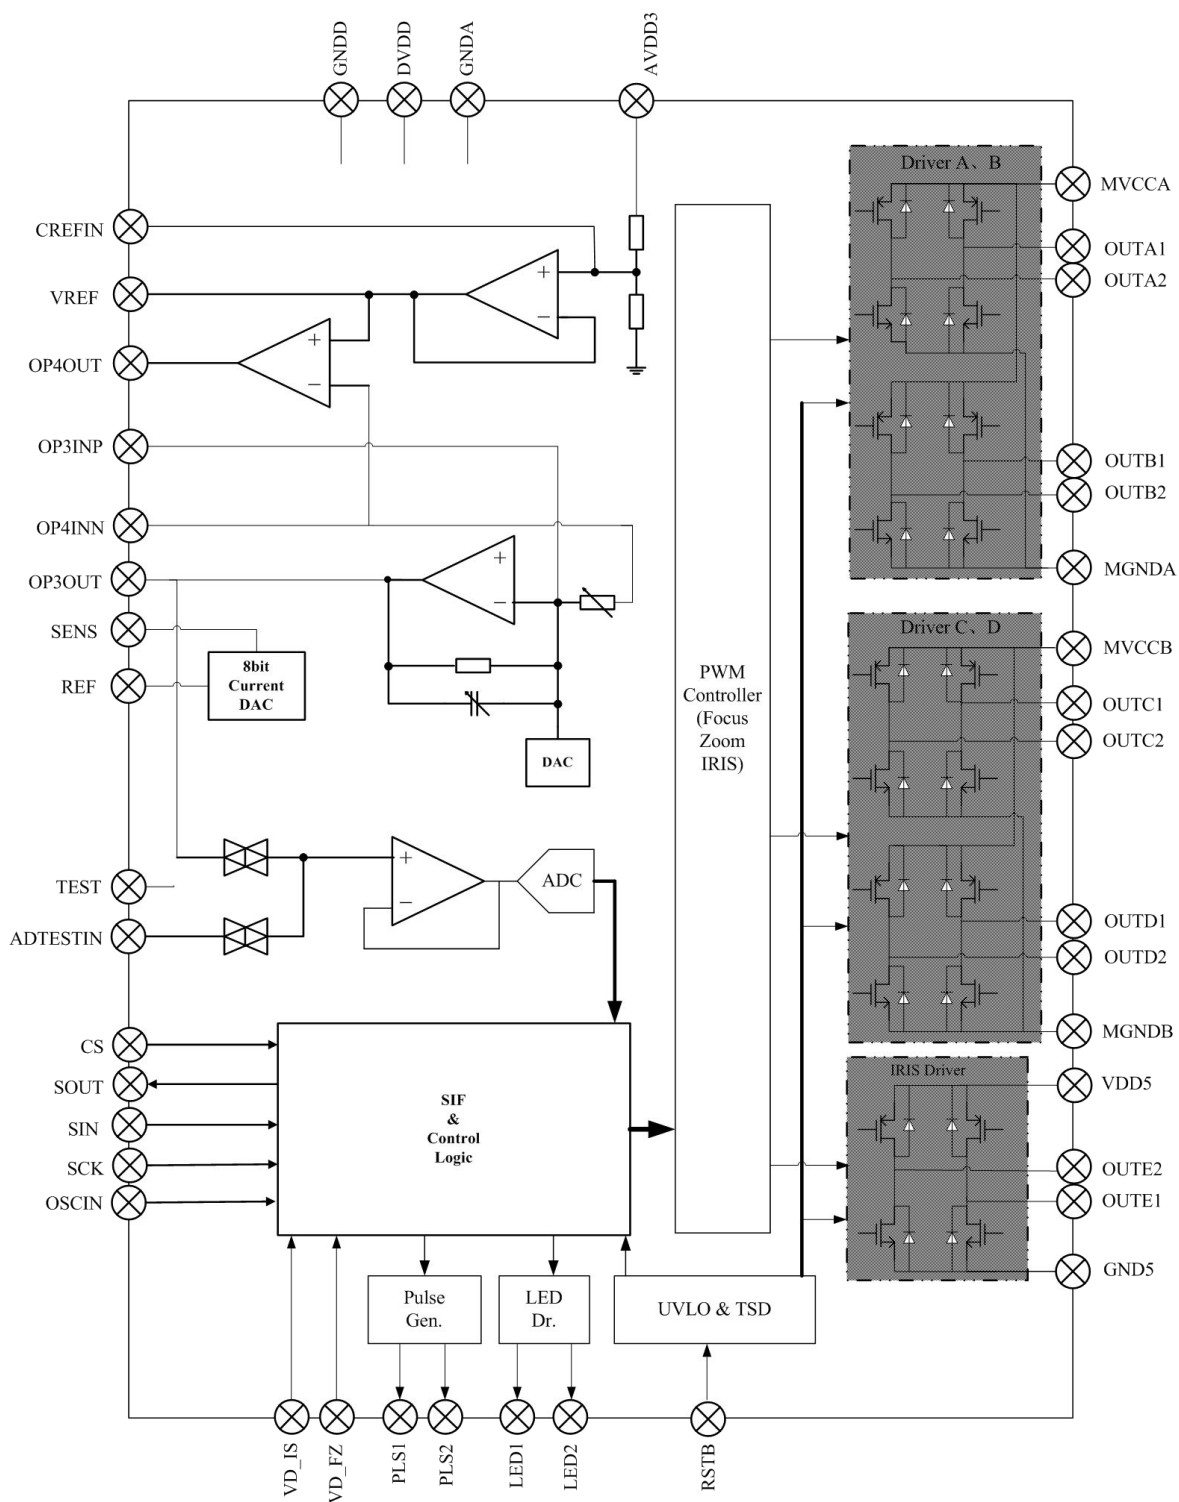 GNDD
DVDD
GNDA
AVDD3
CREFIN
VREF
OP4OUT
OP3INP
OP4INN
OP3OUT
SENS
REF
TEST
ADTESTIN
CS
SOUT
SIN
SCK
OSCIN
+
−
+
−
+
−
8bit
Current
DAC
DAC
+
−
ADC
SIF
&
Control
Logic
PWM
Controller
(Focus
Zoom
IRIS)
Pulse
Gen.
LED
Dr.
UVLO & TSD
Driver A、B
Driver C、D
IRIS Driver
MVCCA
OUTA1
OUTA2
OUTB1
OUTB2
MGNDA
MVCCB
OUTC1
OUTC2
OUTD1
OUTD2
MGNDB
VDD5
OUTE2
OUTE1
GND5
VD_IS
VD_FZ
PLS1
PLS2
LED1
LED2
RSTB